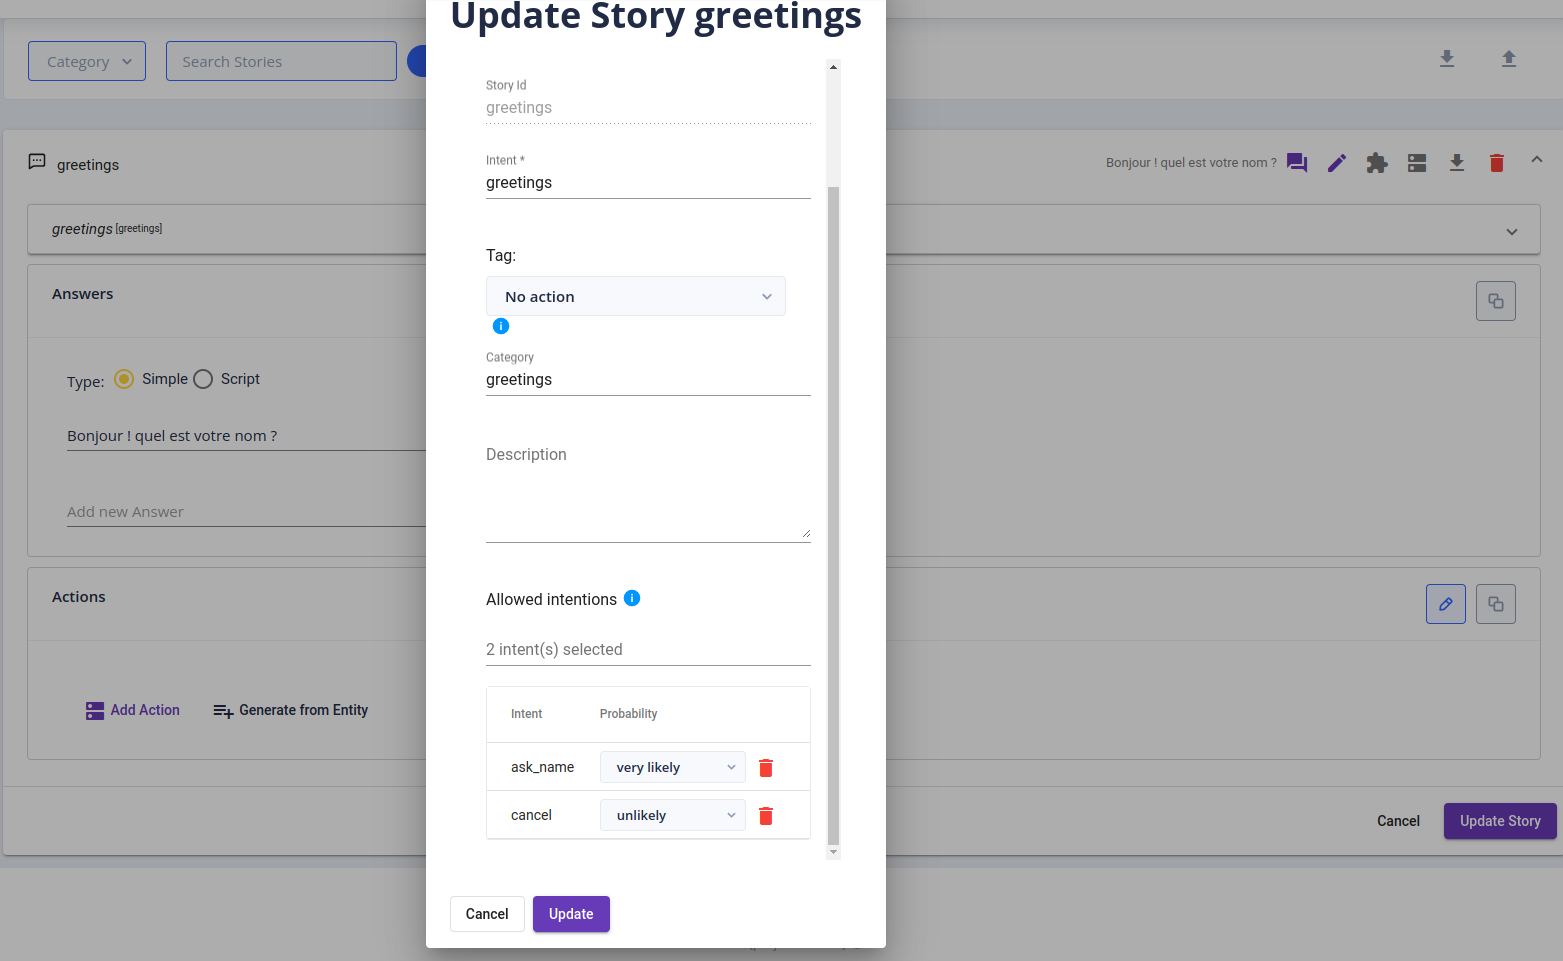 Update Story greetings
Category
Search Stories
Story Id
greetings
Intent *
greetings
Tag:
No action
Category
greetings
Description
Allowed intentions
2 intent(s) selected
Intent Probability
ask_name very likely
cancel unlikely
Cancel Update
greetings
Bonjour ! quel est votre nom ?
greetings [greetings]
Answers
Type: Simple Script
Bonjour ! quel est votre nom ?
Add new Answer
Actions
Add Action Generate from Entity
Cancel Update Story